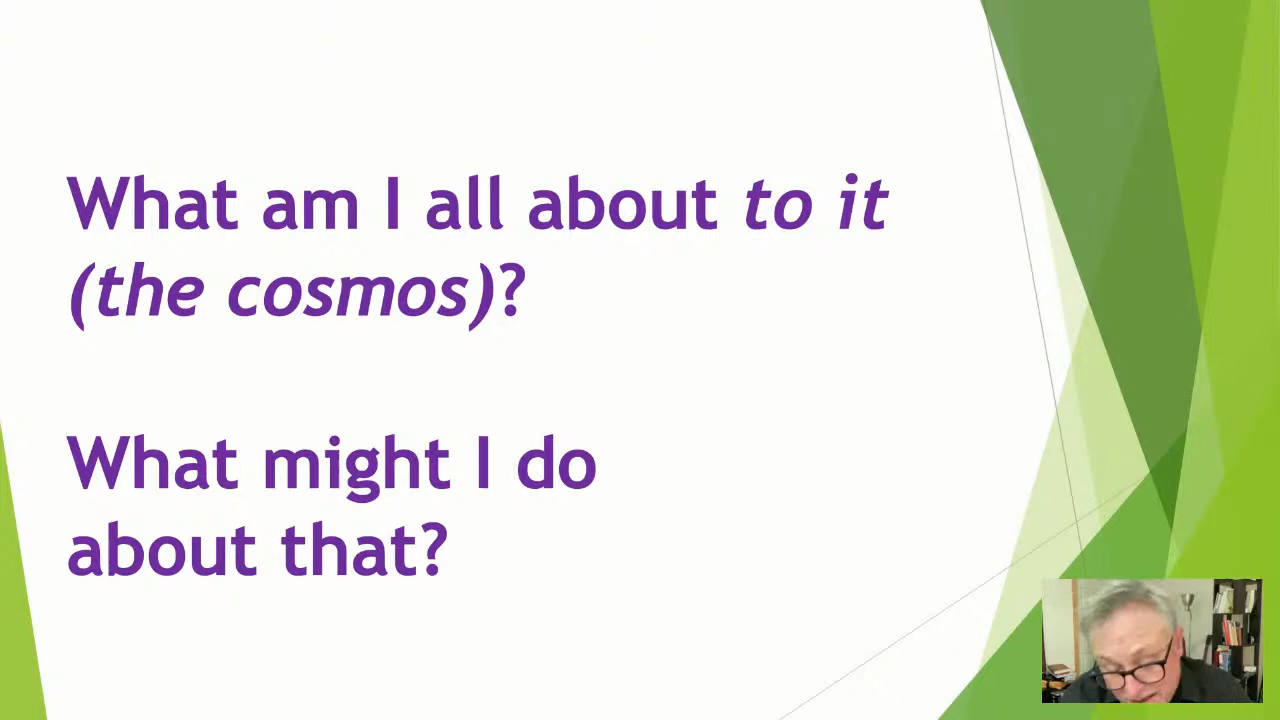 What am I all about to it
(the cosmos)?
What might I do
about that?